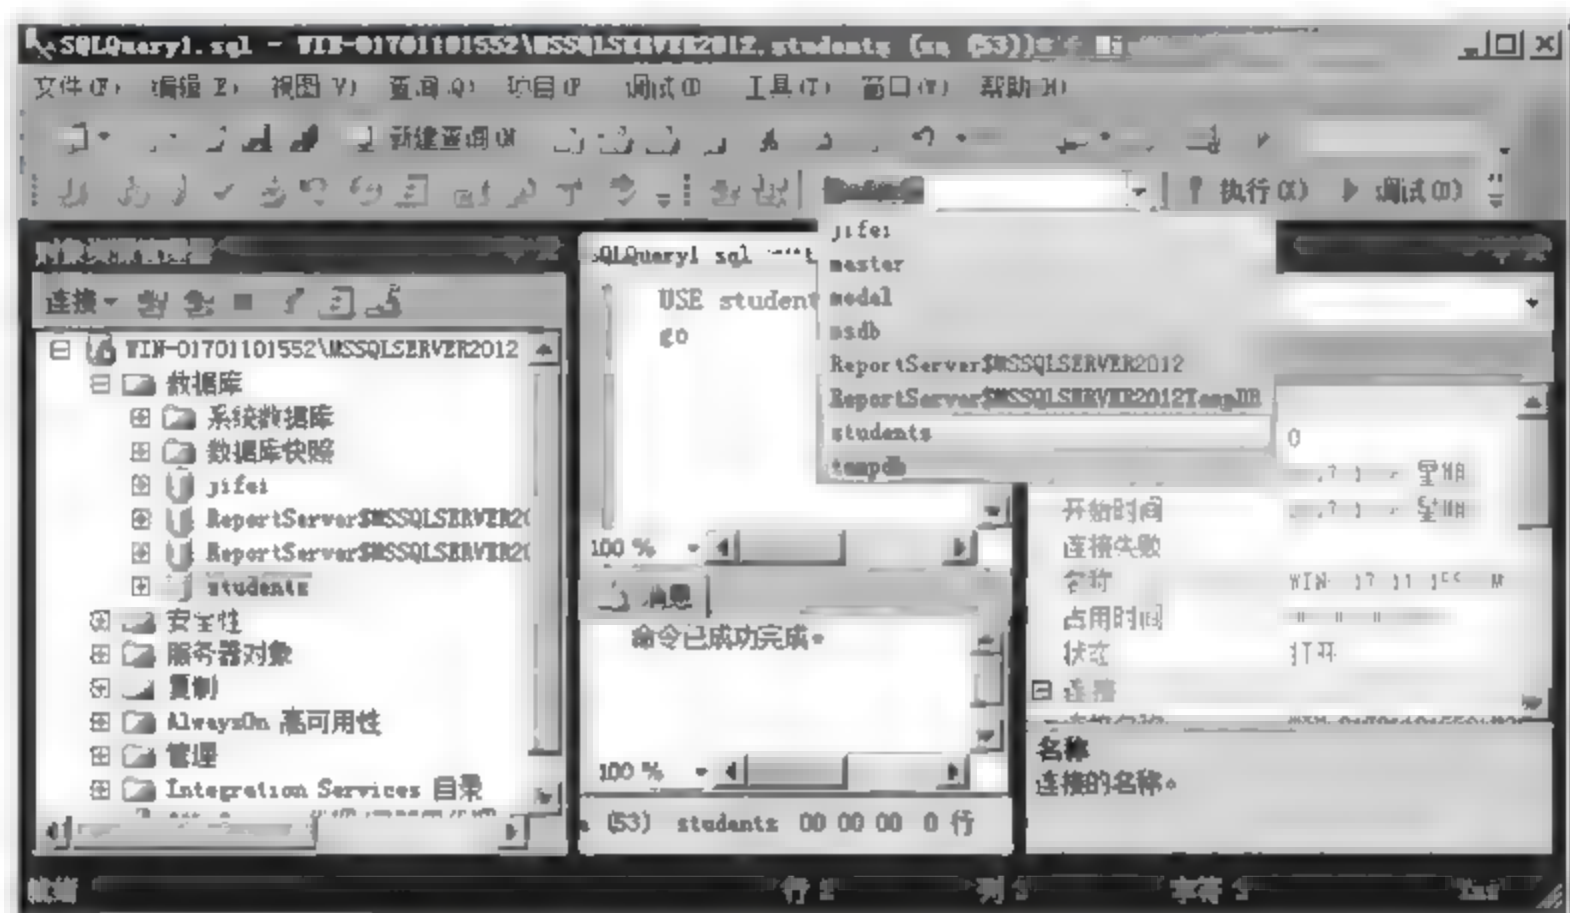 SQLQuery1.sql - WIN-01701101552\MSSQLSERVER2012.students (sa (53))*
文件(F) 编辑(E) 视图(V) 查询(Q) 项目(P) 调试(D) 工具(T) 窗口(W) 帮助(H)
新建查询(N)
执行(X) 调试(D)
jifei
master
model
msdb
ReportServer$MSSQLSERVER2012
ReportServer$MSSQLSERVER2012TempDB
students
tempdb
连接
WIN-01701101552\MSSQLSERVER2012
数据库
系统数据库
数据库快照
jifei
ReportServer$MSSQLSERVER20
ReportServer$MSSQLSERVER20
students
安全性
服务器对象
复制
AlwaysOn 高可用性
管理
Integration Services 目录
SQLQuery1.sql
USE student
go
100 %
消息
命令已成功完成。
100 %
(53) students 00 00 00 0 行
0
开始时间
连接失败
名称
占用时间
状态 打开
连接
名称
连接的名称。
就绪 行 列 字符 Ins